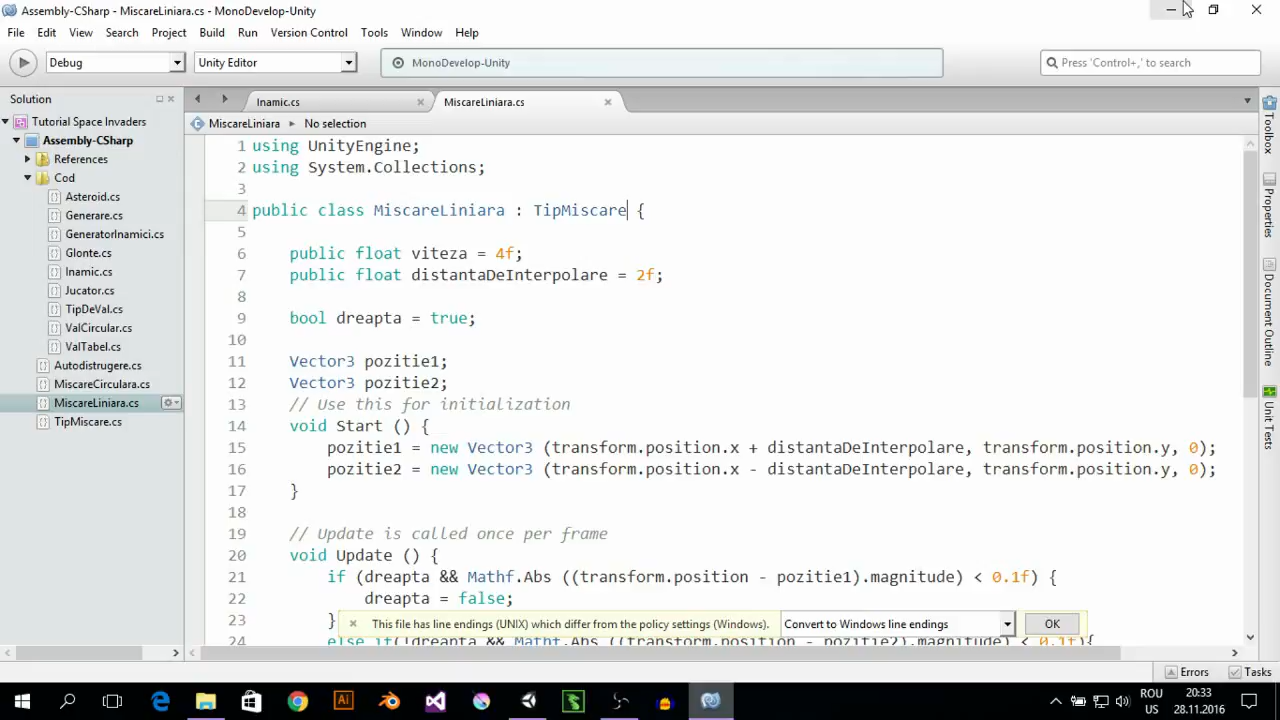 Assembly-CSharp - MiscareLiniara.cs - MonoDevelop-Unity
File Edit View Search Project Build Run Version Control Tools Window Help
Debug Unity Editor MonoDevelop-Unity Press 'Control+,' to search
Solution
Inamic.cs MiscareLiniara.cs
MiscareLiniara No selection
Tutorial Space Invaders
Assembly-CSharp
References
Cod
Asteroid.cs
Generare.cs
GeneratorInamici.cs
Glonte.cs
Inamic.cs
Jucator.cs
TipDeVal.cs
ValCircular.cs
ValTabel.cs
Autodistrugere.cs
MiscareCirculara.cs
MiscareLiniara.cs
TipMiscare.cs
1 using UnityEngine;
2 using System.Collections;
3
4 public class MiscareLiniara : TipMiscare {
5
6 public float viteza = 4f;
7 public float distantaDeInterpolare = 2f;
8
9 bool dreapta = true;
10
11 Vector3 pozitie1;
12 Vector3 pozitie2;
13 // Use this for initialization
14 void Start () {
15 pozitie1 = new Vector3 (transform.position.x + distantaDeInterpolare, transform.position.y, 0);
16 pozitie2 = new Vector3 (transform.position.x - distantaDeInterpolare, transform.position.y, 0);
17 }
18
19 // Update is called once per frame
20 void Update () {
21 if (dreapta && Mathf.Abs ((transform.position - pozitie1).magnitude) < 0.1f) {
22 dreapta = false;
23 }
24 else if(!dreapta && Mathf.Abs ((transform.position - pozitie2).magnitude) < 0.1f){
This file has line endings (UNIX) which differ from the policy settings (Windows). Convert to Windows line endings OK
Toolbox
Properties
Document Outline
Unit Tests
Errors Tasks
ROU
US
20:33
28.11.2016